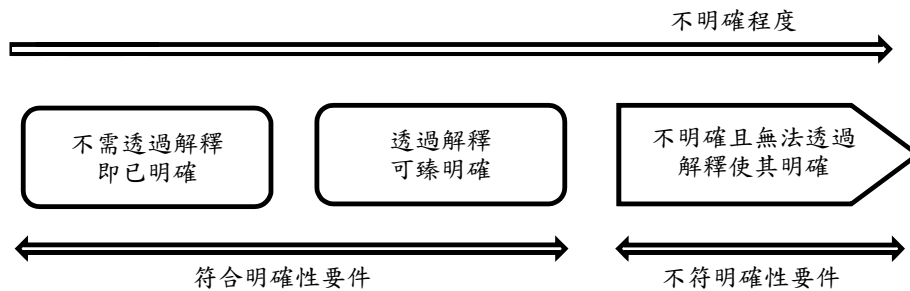 不明確程度
不需透過解釋
即已明確
透過解釋
可臻明確
不明確且無法透過
解釋使其明確
符合明確性要件
不符明確性要件